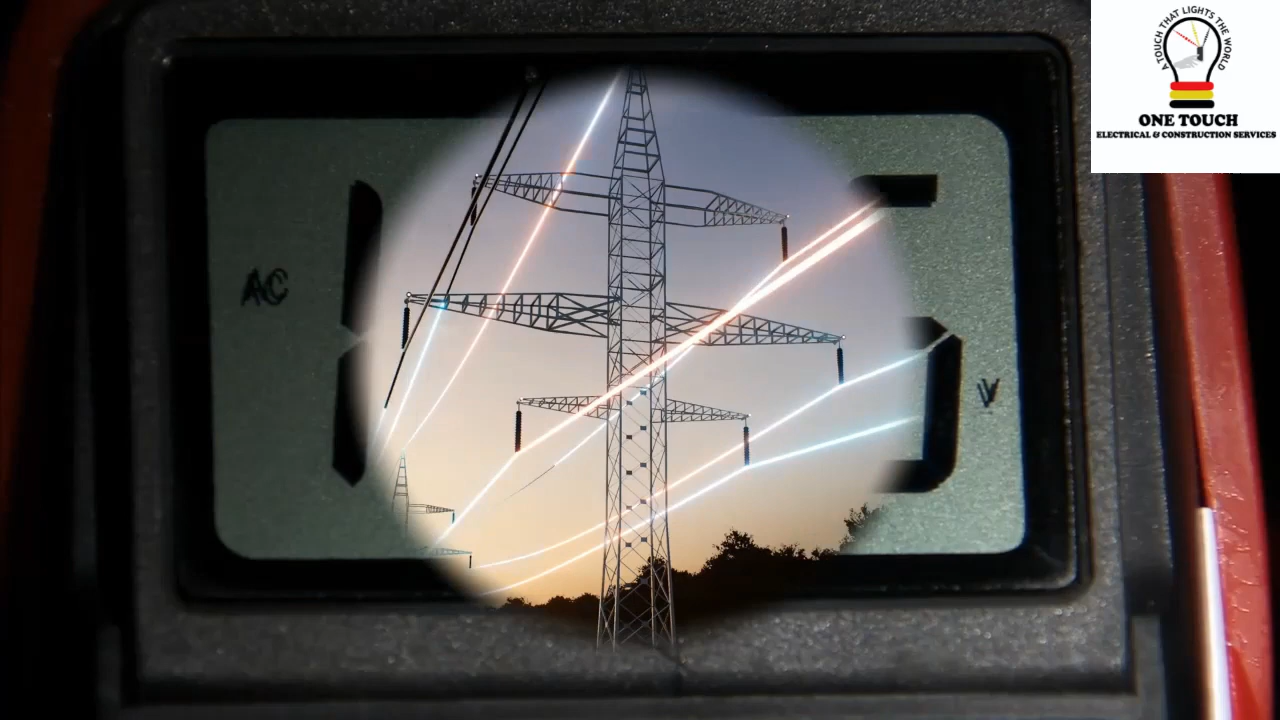 A TOUCH THAT LIGHTS THE WORLD
ONE TOUCH
ELECTRICAL & CONSTRUCTION SERVICES
AC
V